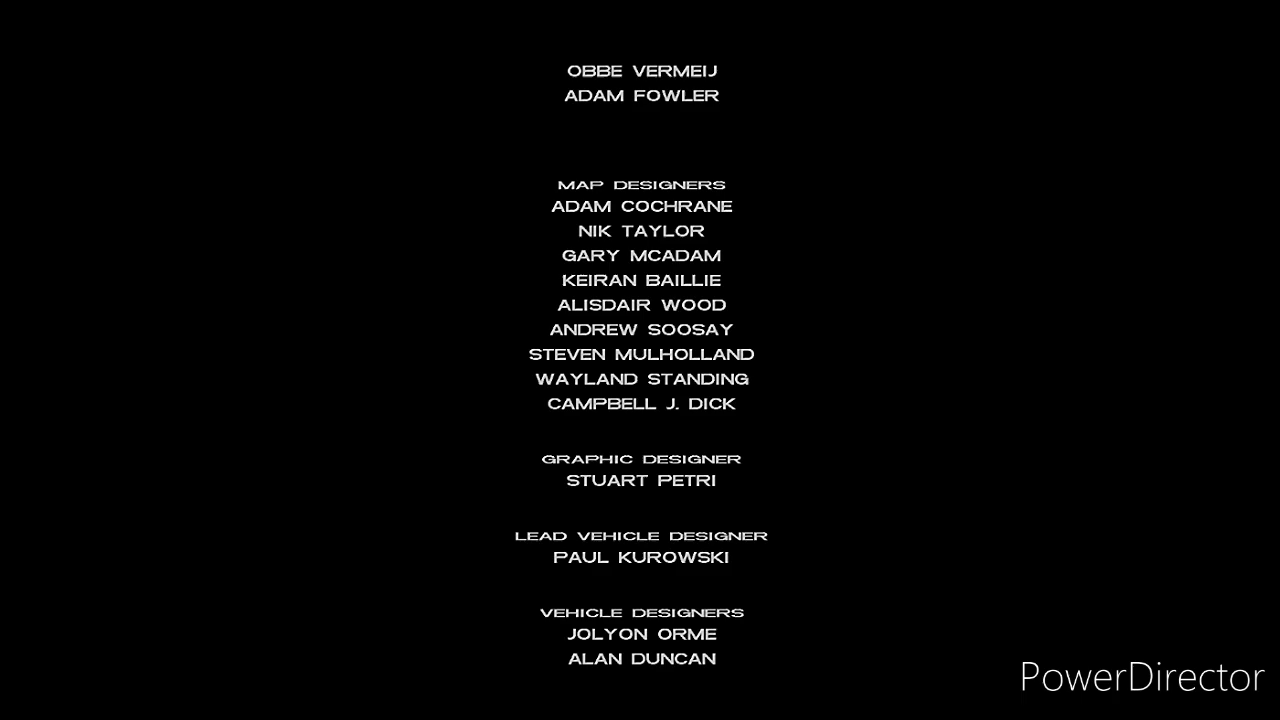 OBBE VERMEIJ
ADAM FOWLER
MAP DESIGNERS
ADAM COCHRANE
NIK TAYLOR
GARY MCADAM
KEIRAN BAILLIE
ALISDAIR WOOD
ANDREW SOOSAY
STEVEN MULHOLLAND
WAYLAND STANDING
CAMPBELL J. DICK
GRAPHIC DESIGNER
STUART PETRI
LEAD VEHICLE DESIGNER
PAUL KUROWSKI
VEHICLE DESIGNERS
JOLYON ORME
ALAN DUNCAN
PowerDirector